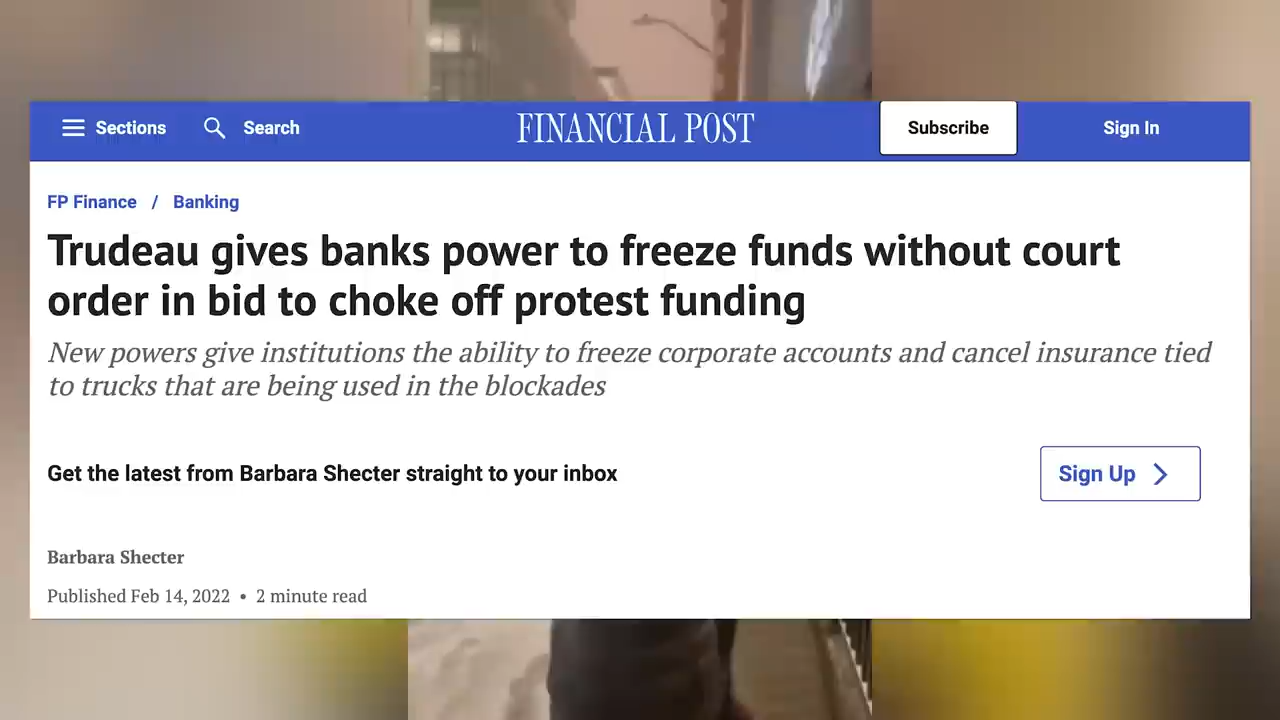 Sections Search FINANCIAL POST Subscribe Sign In
FP Finance / Banking
Trudeau gives banks power to freeze funds without court
order in bid to choke off protest funding
New powers give institutions the ability to freeze corporate accounts and cancel insurance tied
to trucks that are being used in the blockades
Get the latest from Barbara Shecter straight to your inbox Sign Up
Barbara Shecter
Published Feb 14, 2022 • 2 minute read